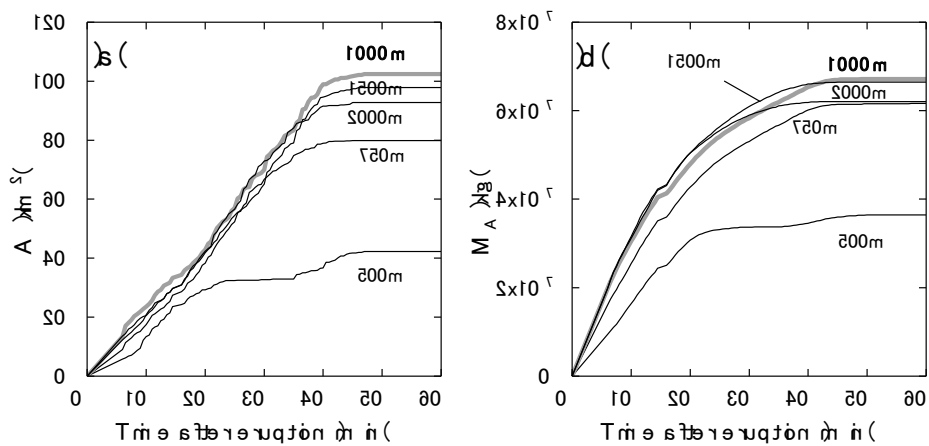 120
100
80
60
40
20
0
A (km²)
(a)
1000m
1500m
2000m
750m
500m
0 10 20 30 40 50 60
Time after eruption (min)
8x10⁷
6x10⁷
4x10⁷
2x10⁷
0
M_A (kg)
(b)
1500m
1000m
2000m
750m
500m
0 10 20 30 40 50 60
Time after eruption (min)